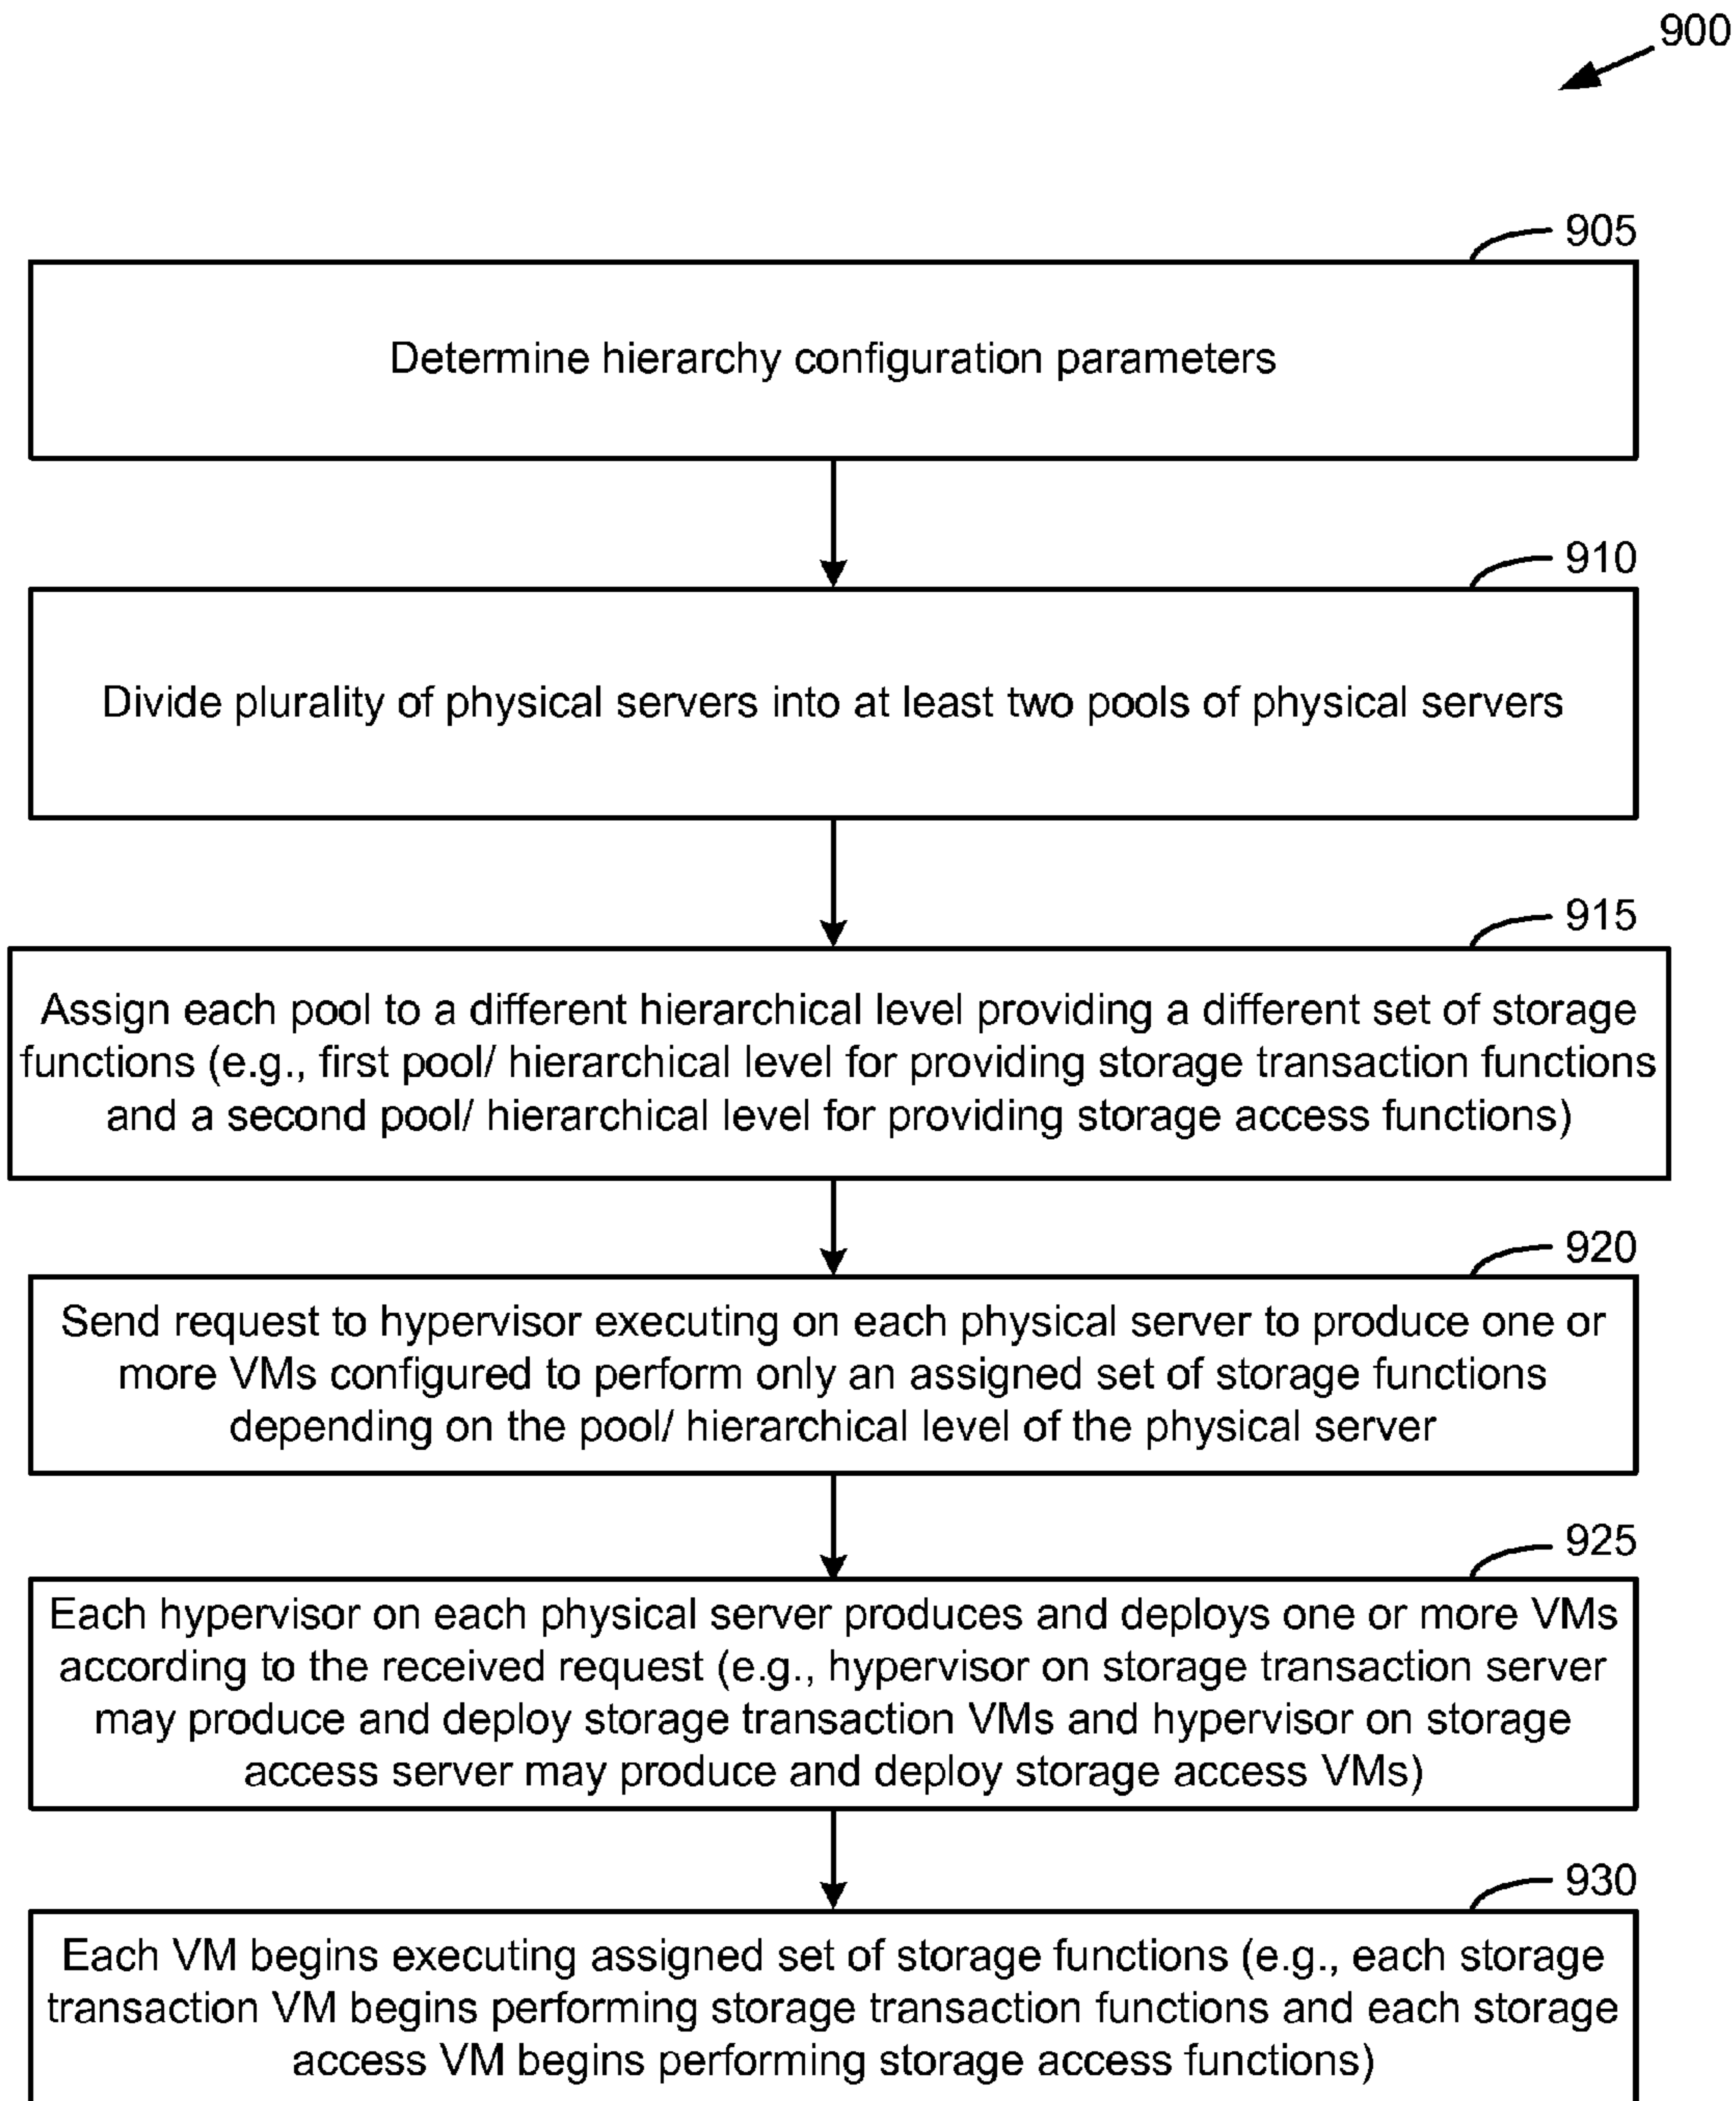 900
905
Determine hierarchy configuration parameters
910
Divide plurality of physical servers into at least two pools of physical servers
915
Assign each pool to a different hierarchical level providing a different set of storage
functions (e.g., first pool/ hierarchical level for providing storage transaction functions
and a second pool/ hierarchical level for providing storage access functions)
920
Send request to hypervisor executing on each physical server to produce one or
more VMs configured to perform only an assigned set of storage functions
depending on the pool/ hierarchical level of the physical server
925
Each hypervisor on each physical server produces and deploys one or more VMs
according to the received request (e.g., hypervisor on storage transaction server
may produce and deploy storage transaction VMs and hypervisor on storage
access server may produce and deploy storage access VMs)
930
Each VM begins executing assigned set of storage functions (e.g., each storage
transaction VM begins performing storage transaction functions and each storage
access VM begins performing storage access functions)